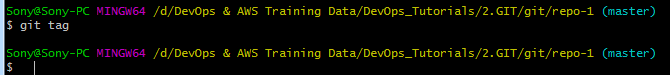 Sony@Sony-PC MINGW64 /d/DevOps & AWS Training Data/DevOps_Tutorials/2.GIT/git/repo-1 (master)
$ git tag
Sony@Sony-PC MINGW64 /d/DevOps & AWS Training Data/DevOps_Tutorials/2.GIT/git/repo-1 (master)
$